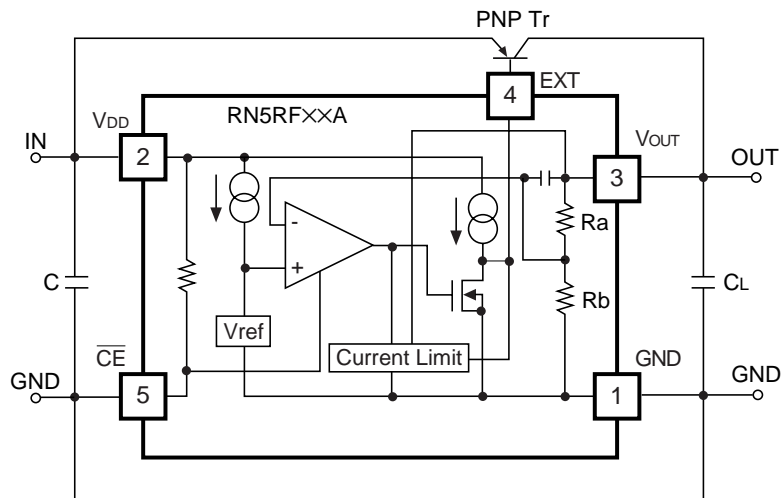 PNP Tr
EXT
4
RN5RF××A
VDD
VOUT
IN
2
3
OUT
-
+
Ra
Rb
C
CL
Vref
Current Limit
CE
GND
GND
5
1
GND